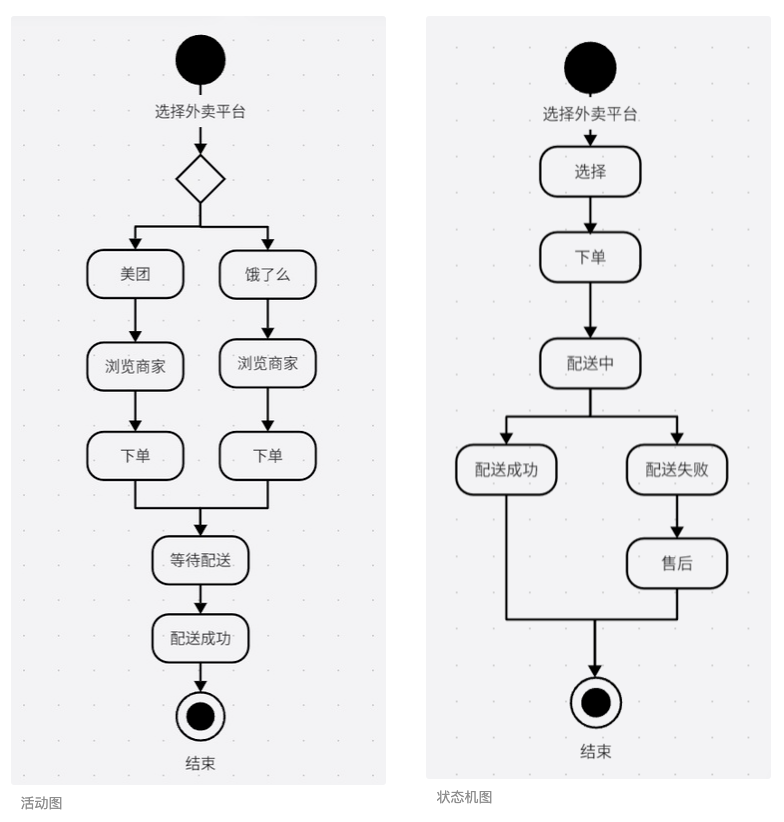 选择外卖平台
美团
饿了么
浏览商家
浏览商家
下单
下单
等待配送
配送成功
结束
活动图
选择外卖平台
选择
下单
配送中
配送成功
配送失败
售后
结束
状态机图